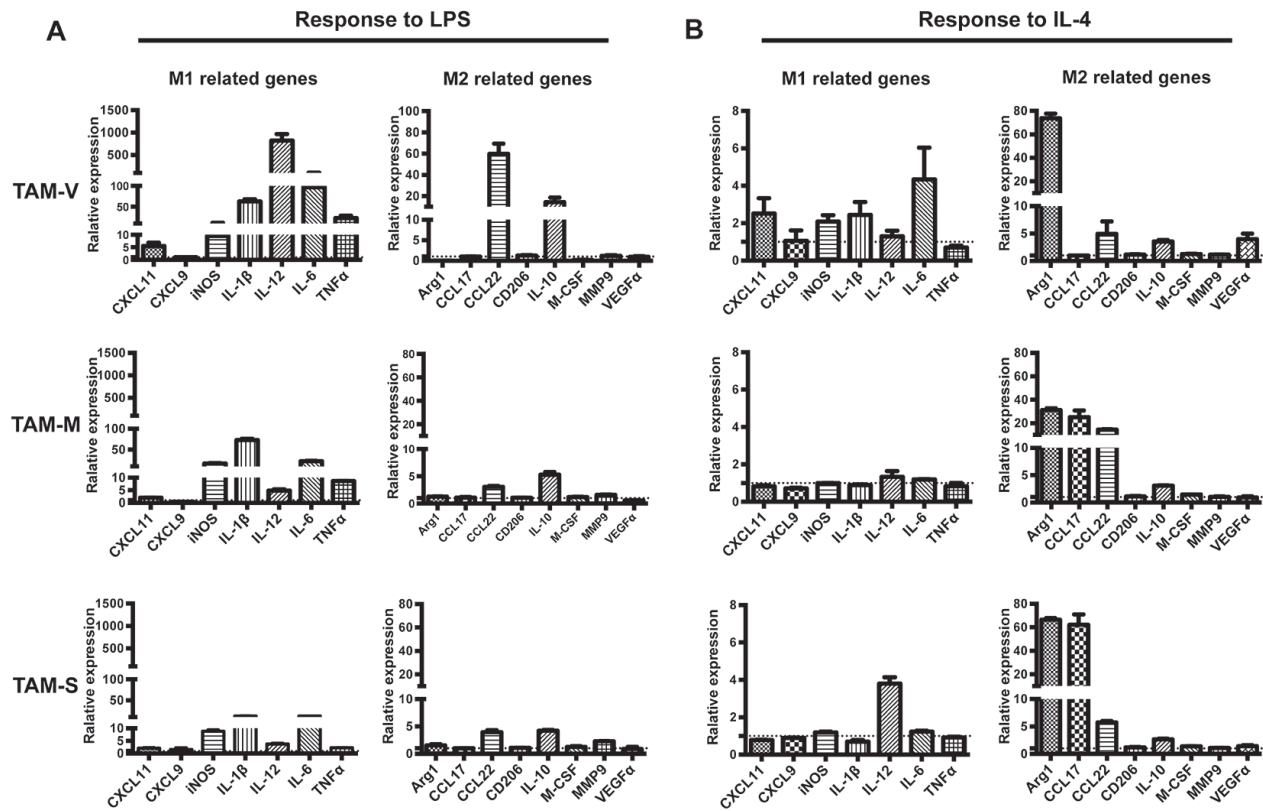 A
Response to LPS
M1 related genes
M2 related genes
B
Response to IL-4
M1 related genes
M2 related genes
TAM-V
Ralative expression
1500
1000
500
100
50
10
5
0
CXCL11
CXCL9
iNOS
IL-1β
IL-12
IL-6
TNFα
Ralative expression
100
80
60
40
20
10
5
0
Arg1
CCL17
CCL22
CD206
IL-10
M-CSF
MMP9
VEGFα
Ralative expression
8
6
4
2
0
CXCL11
CXCL9
iNOS
IL-1β
IL-12
IL-6
TNFα
Ralative expression
80
60
40
20
10
5
0
Arg1
CCL17
CCL22
CD206
IL-10
M-CSF
MMP9
VEGFα
TAM-M
Ralative expression
1500
1000
500
100
50
10
5
0
CXCL11
CXCL9
iNOS
IL-1β
IL-12
IL-6
TNFα
Ralative expression
80
60
40
20
10
5
0
Arg1
CCL17
CCL22
CD206
IL-10
M-CSF
MMP9
VEGFα
Ralative expression
8
6
4
2
0
CXCL11
CXCL9
iNOS
IL-1β
IL-12
IL-6
TNFα
Ralative expression
80
60
40
20
10
5
0
Arg1
CCL17
CCL22
CD206
IL-10
M-CSF
MMP9
VEGFα
TAM-S
Ralative expression
1500
1000
500
100
50
10
5
0
CXCL11
CXCL9
iNOS
IL-1β
IL-12
IL-6
TNFα
Ralative expression
80
60
40
20
10
5
0
Arg1
CCL17
CCL22
CD206
IL-10
M-CSF
MMP9
VEGFα
Ralative expression
8
6
4
2
0
CXCL11
CXCL9
iNOS
IL-1β
IL-12
IL-6
TNFα
Ralative expression
80
60
40
20
10
5
0
Arg1
CCL17
CCL22
CD206
IL-10
M-CSF
MMP9
VEGFα